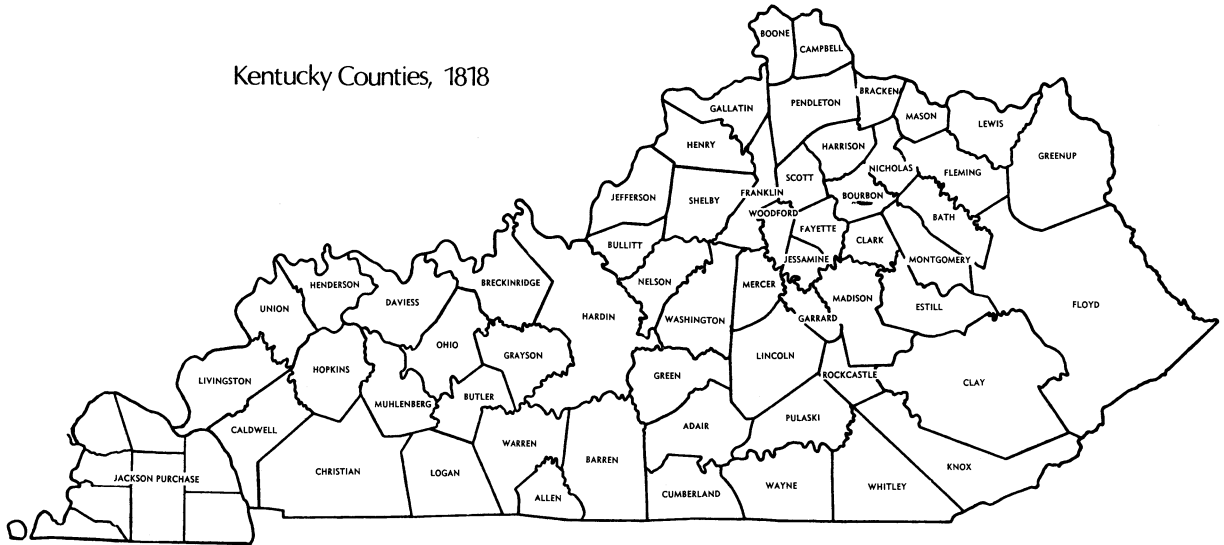 Kentucky Counties, 1818
BOONE
CAMPBELL
GALLATIN
PENDLETON
BRACKEN
MASON
LEWIS
GREENUP
HENRY
HARRISON
NICHOLAS
FLEMING
JEFFERSON
SHELBY
FRANKLIN
SCOTT
BOURBON
BATH
WOODFORD
FAYETTE
CLARK
BULLITT
JESSAMINE
MONTGOMERY
HENDERSON
DAVIESS
BRECKINRIDGE
NELSON
MERCER
MADISON
ESTILL
FLOYD
UNION
HARDIN
WASHINGTON
GARRARD
OHIO
GRAYSON
LINCOLN
LIVINGSTON
HOPKINS
GREEN
ROCKCASTLE
CLAY
MUHLENBERG
BUTLER
CALDWELL
WARREN
ADAIR
PULASKI
JACKSON PURCHASE
CHRISTIAN
LOGAN
BARREN
KNOX
ALLEN
CUMBERLAND
WAYNE
WHITLEY